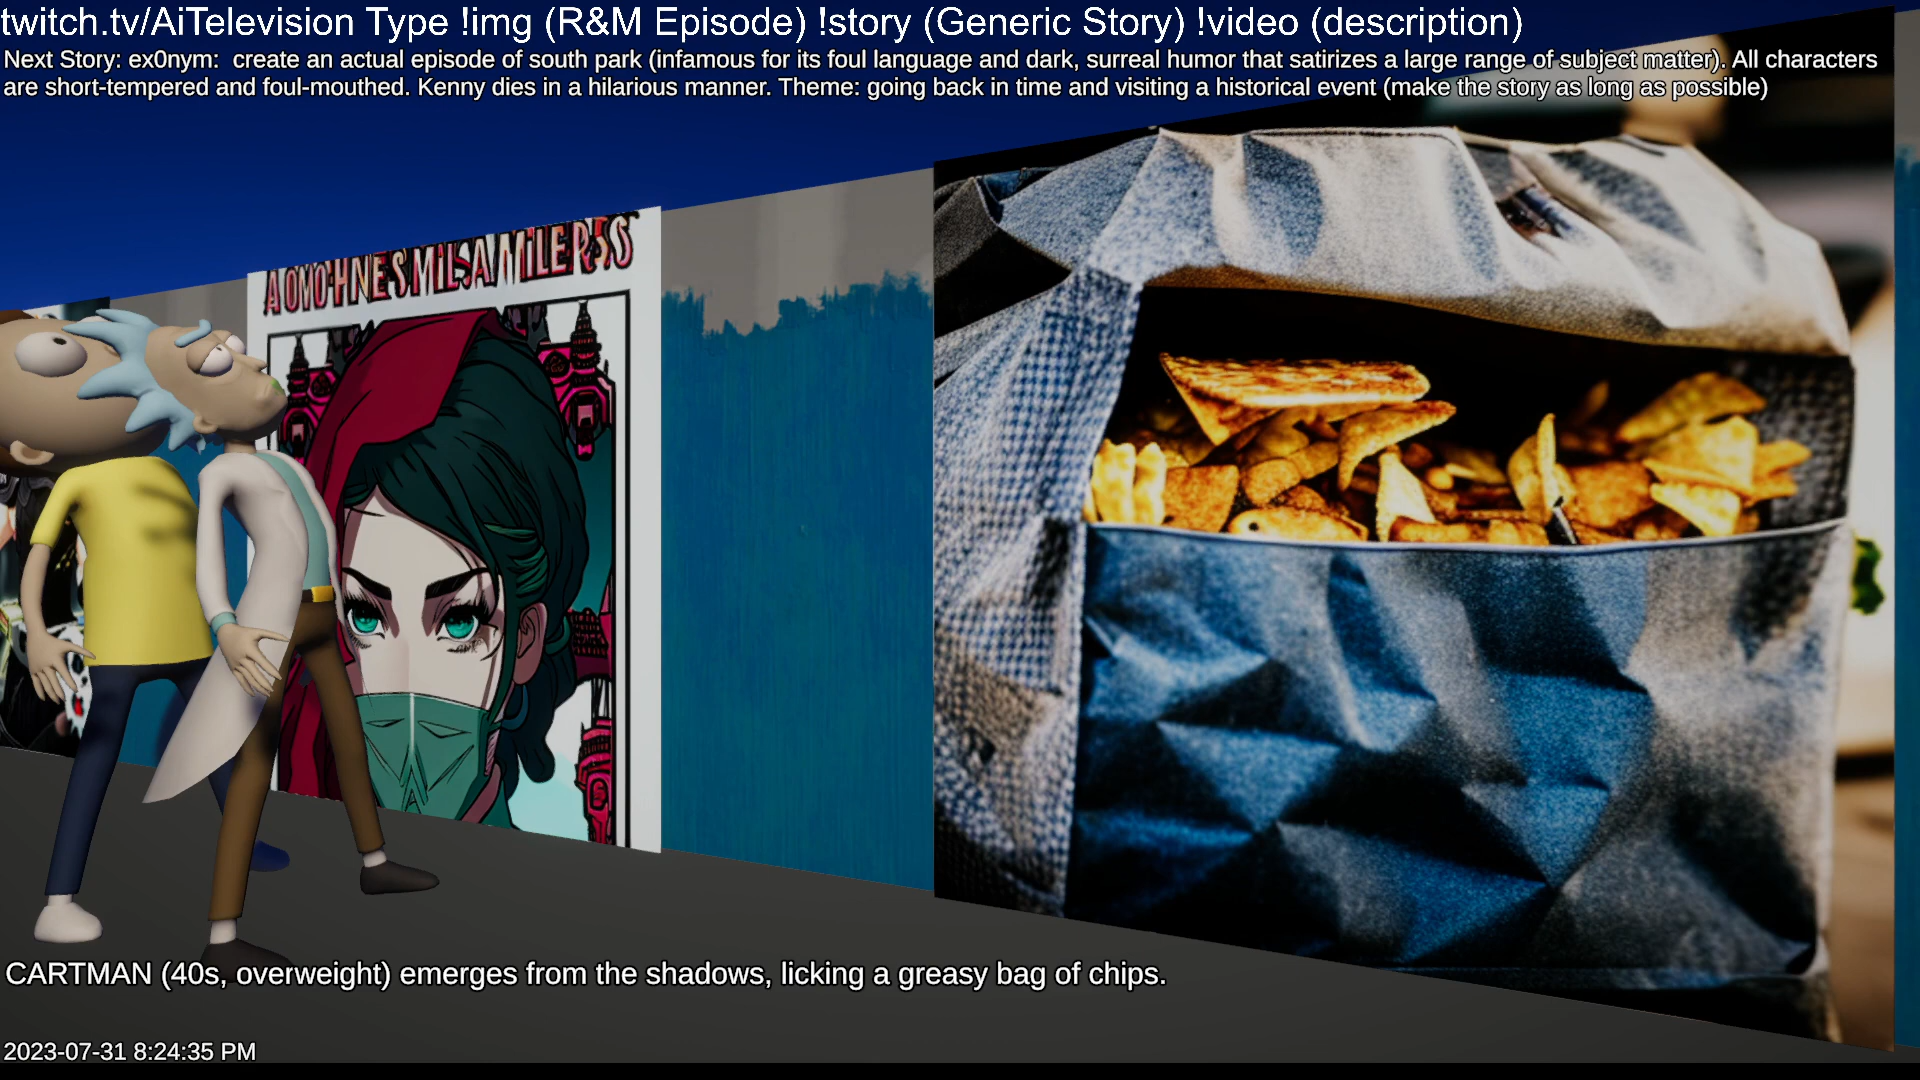 twitch.tv/AiTelevision Type !img (R&M Episode) !story (Generic Story) !video (description)
Next Story: ex0nym:  create an actual episode of south park (infamous for its foul language and dark, surreal humor that satirizes a large range of subject matter). All characters
are short-tempered and foul-mouthed. Kenny dies in a hilarious manner. Theme: going back in time and visiting a historical event (make the story as long as possible)
CARTMAN (40s, overweight) emerges from the shadows, licking a greasy bag of chips.
2023-07-31 8:24:35 PM